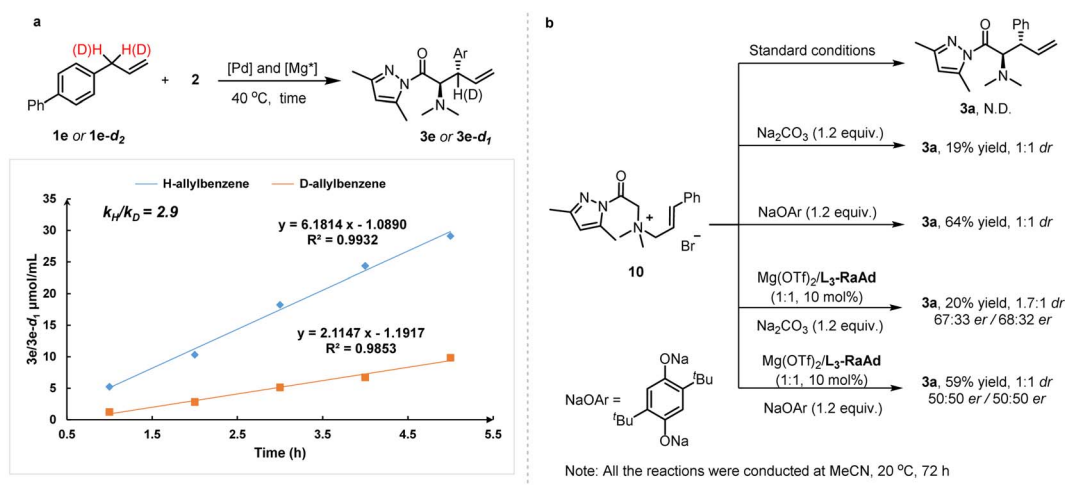 a
(D)H H(D)
Ph
1e or 1e-d2
+ 2
[Pd] and [Mg*]
40 °C, time
O Ar
N
N
H(D)
N
3e or 3e-d1
H-allylbenzene D-allylbenzene
kH/kD = 2.9
y = 6.1814 x - 1.0890
R² = 0.9932
y = 2.1147 x - 1.1917
R² = 0.9853
3e/3e-d1 μmol/mL
35
30
25
20
15
10
5
0
0.5 1.5 2.5 3.5 4.5 5.5
Time (h)
b
O
N
N
N
+
Ph
Br−
10
Standard conditions
O Ph
N
N
N
3a, N.D.
Na2CO3 (1.2 equiv.)
3a, 19% yield, 1:1 dr
NaOAr (1.2 equiv.)
3a, 64% yield, 1:1 dr
Mg(OTf)2/L3-RaAd
(1:1, 10 mol%)
Na2CO3 (1.2 equiv.)
3a, 20% yield, 1.7:1 dr
67:33 er / 68:32 er
Mg(OTf)2/L3-RaAd
(1:1, 10 mol%)
NaOAr (1.2 equiv.)
3a, 59% yield, 1:1 dr
50:50 er / 50:50 er
NaOAr =
ONa
tBu
tBu
ONa
Note: All the reactions were conducted at MeCN, 20 °C, 72 h